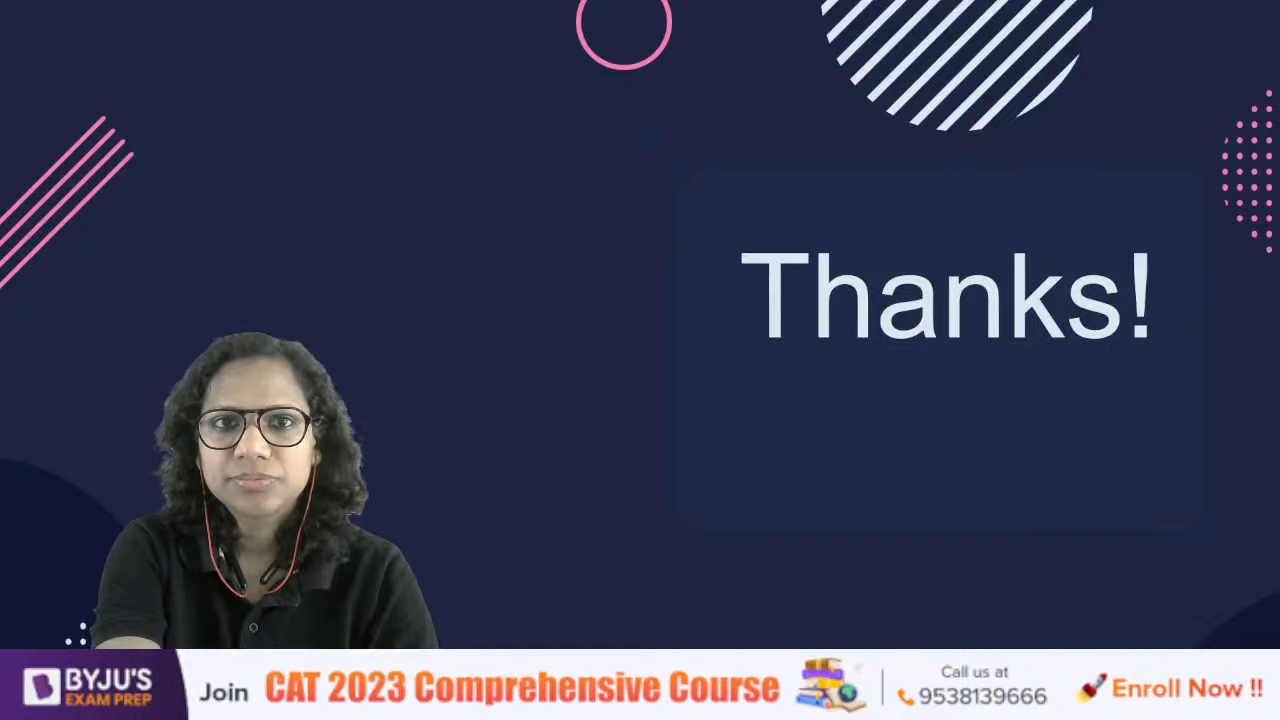 Thanks!
BYJU'S
EXAM PREP
Join CAT 2023 Comprehensive Course
Call us at
9538139666
Enroll Now !!